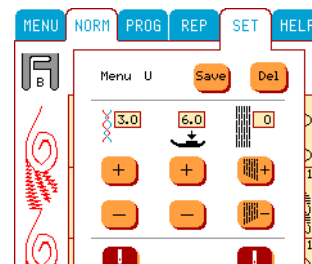 MENU NORM PROG REP SET HELP
B Menu U Save Del
3.0 6.0 0
+ + +
− − −